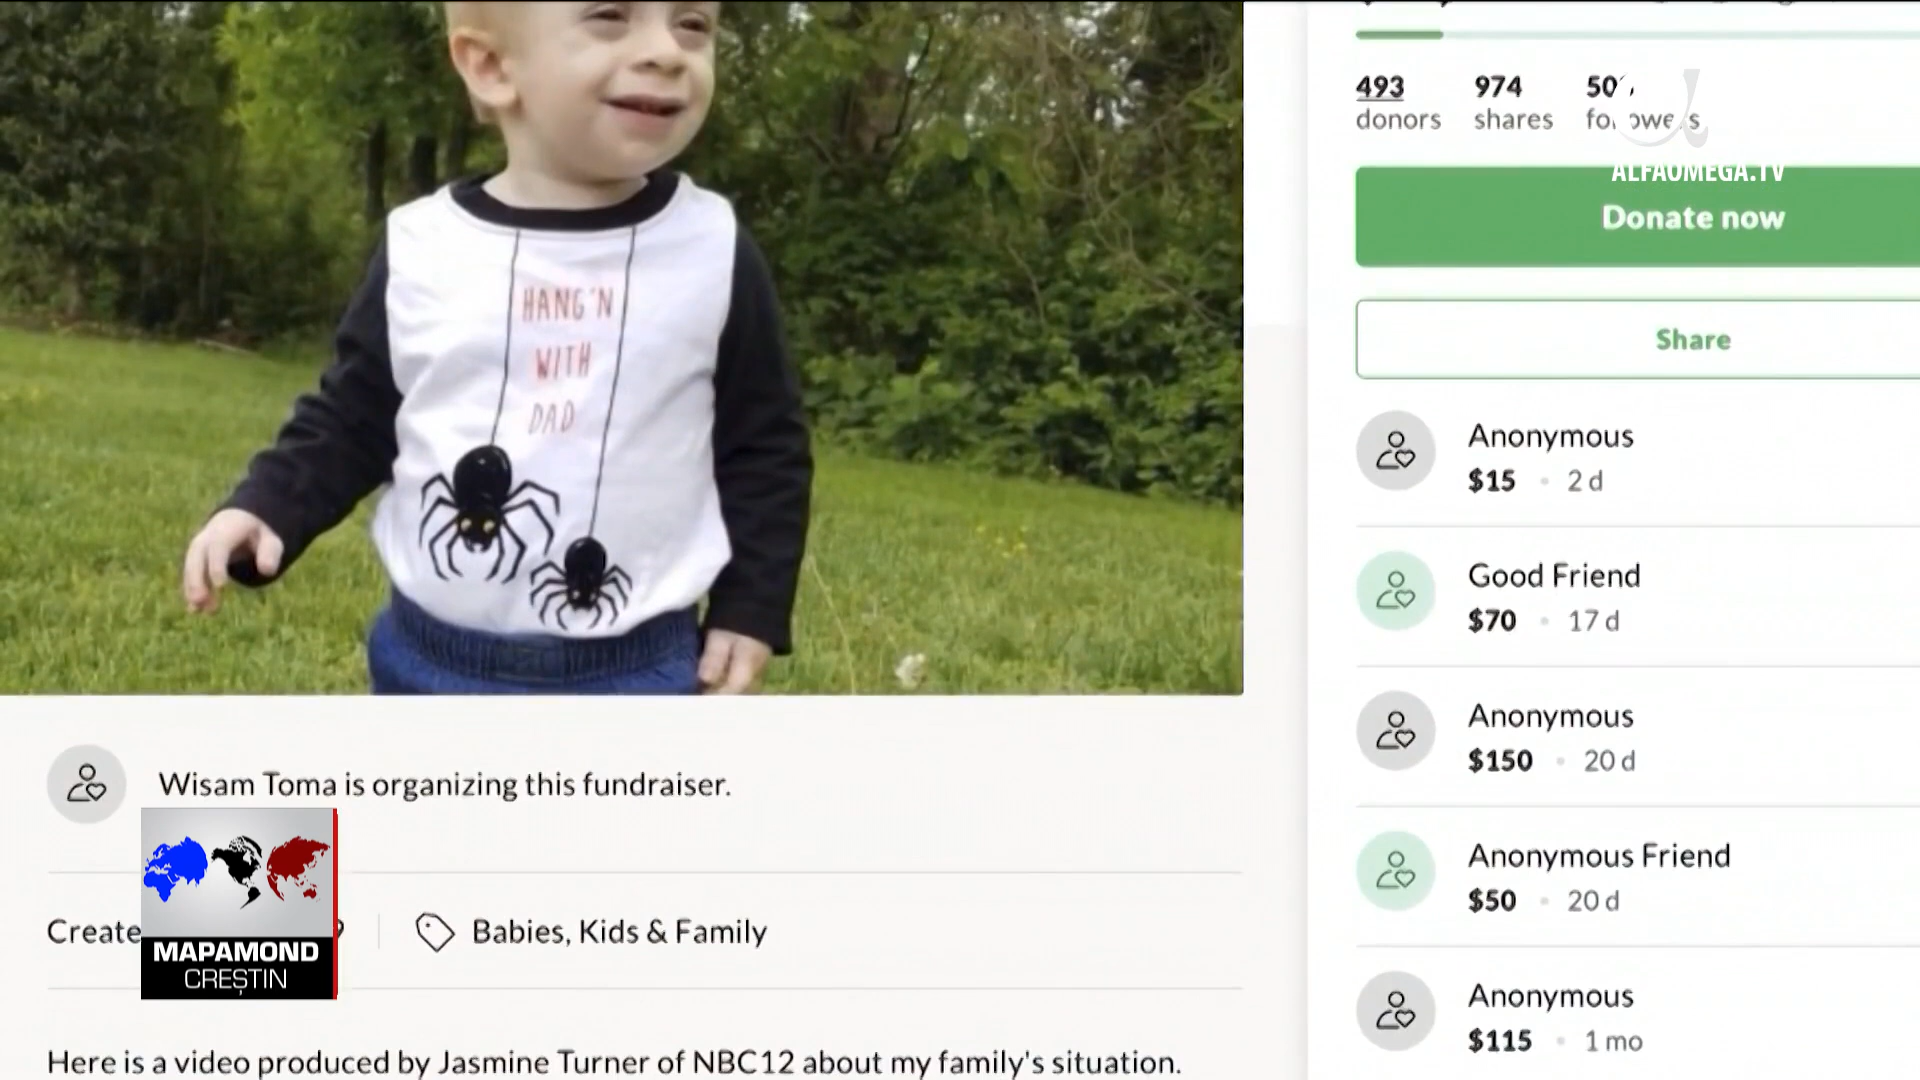 HANG'N
WITH
DAD
Wisam Toma is organizing this fundraiser.
Babies, Kids & Family
MAPAMOND
CREȘTIN
Here is a video produced by Jasmine Turner of NBC12 about my family's situation.
493
donors
974
shares
followers
ALFAOMEGA.TV
Donate now
Share
Anonymous
$15 • 2 d
Good Friend
$70 • 17 d
Anonymous
$150 • 20 d
Anonymous Friend
$50 • 20 d
Anonymous
$115 • 1 mo